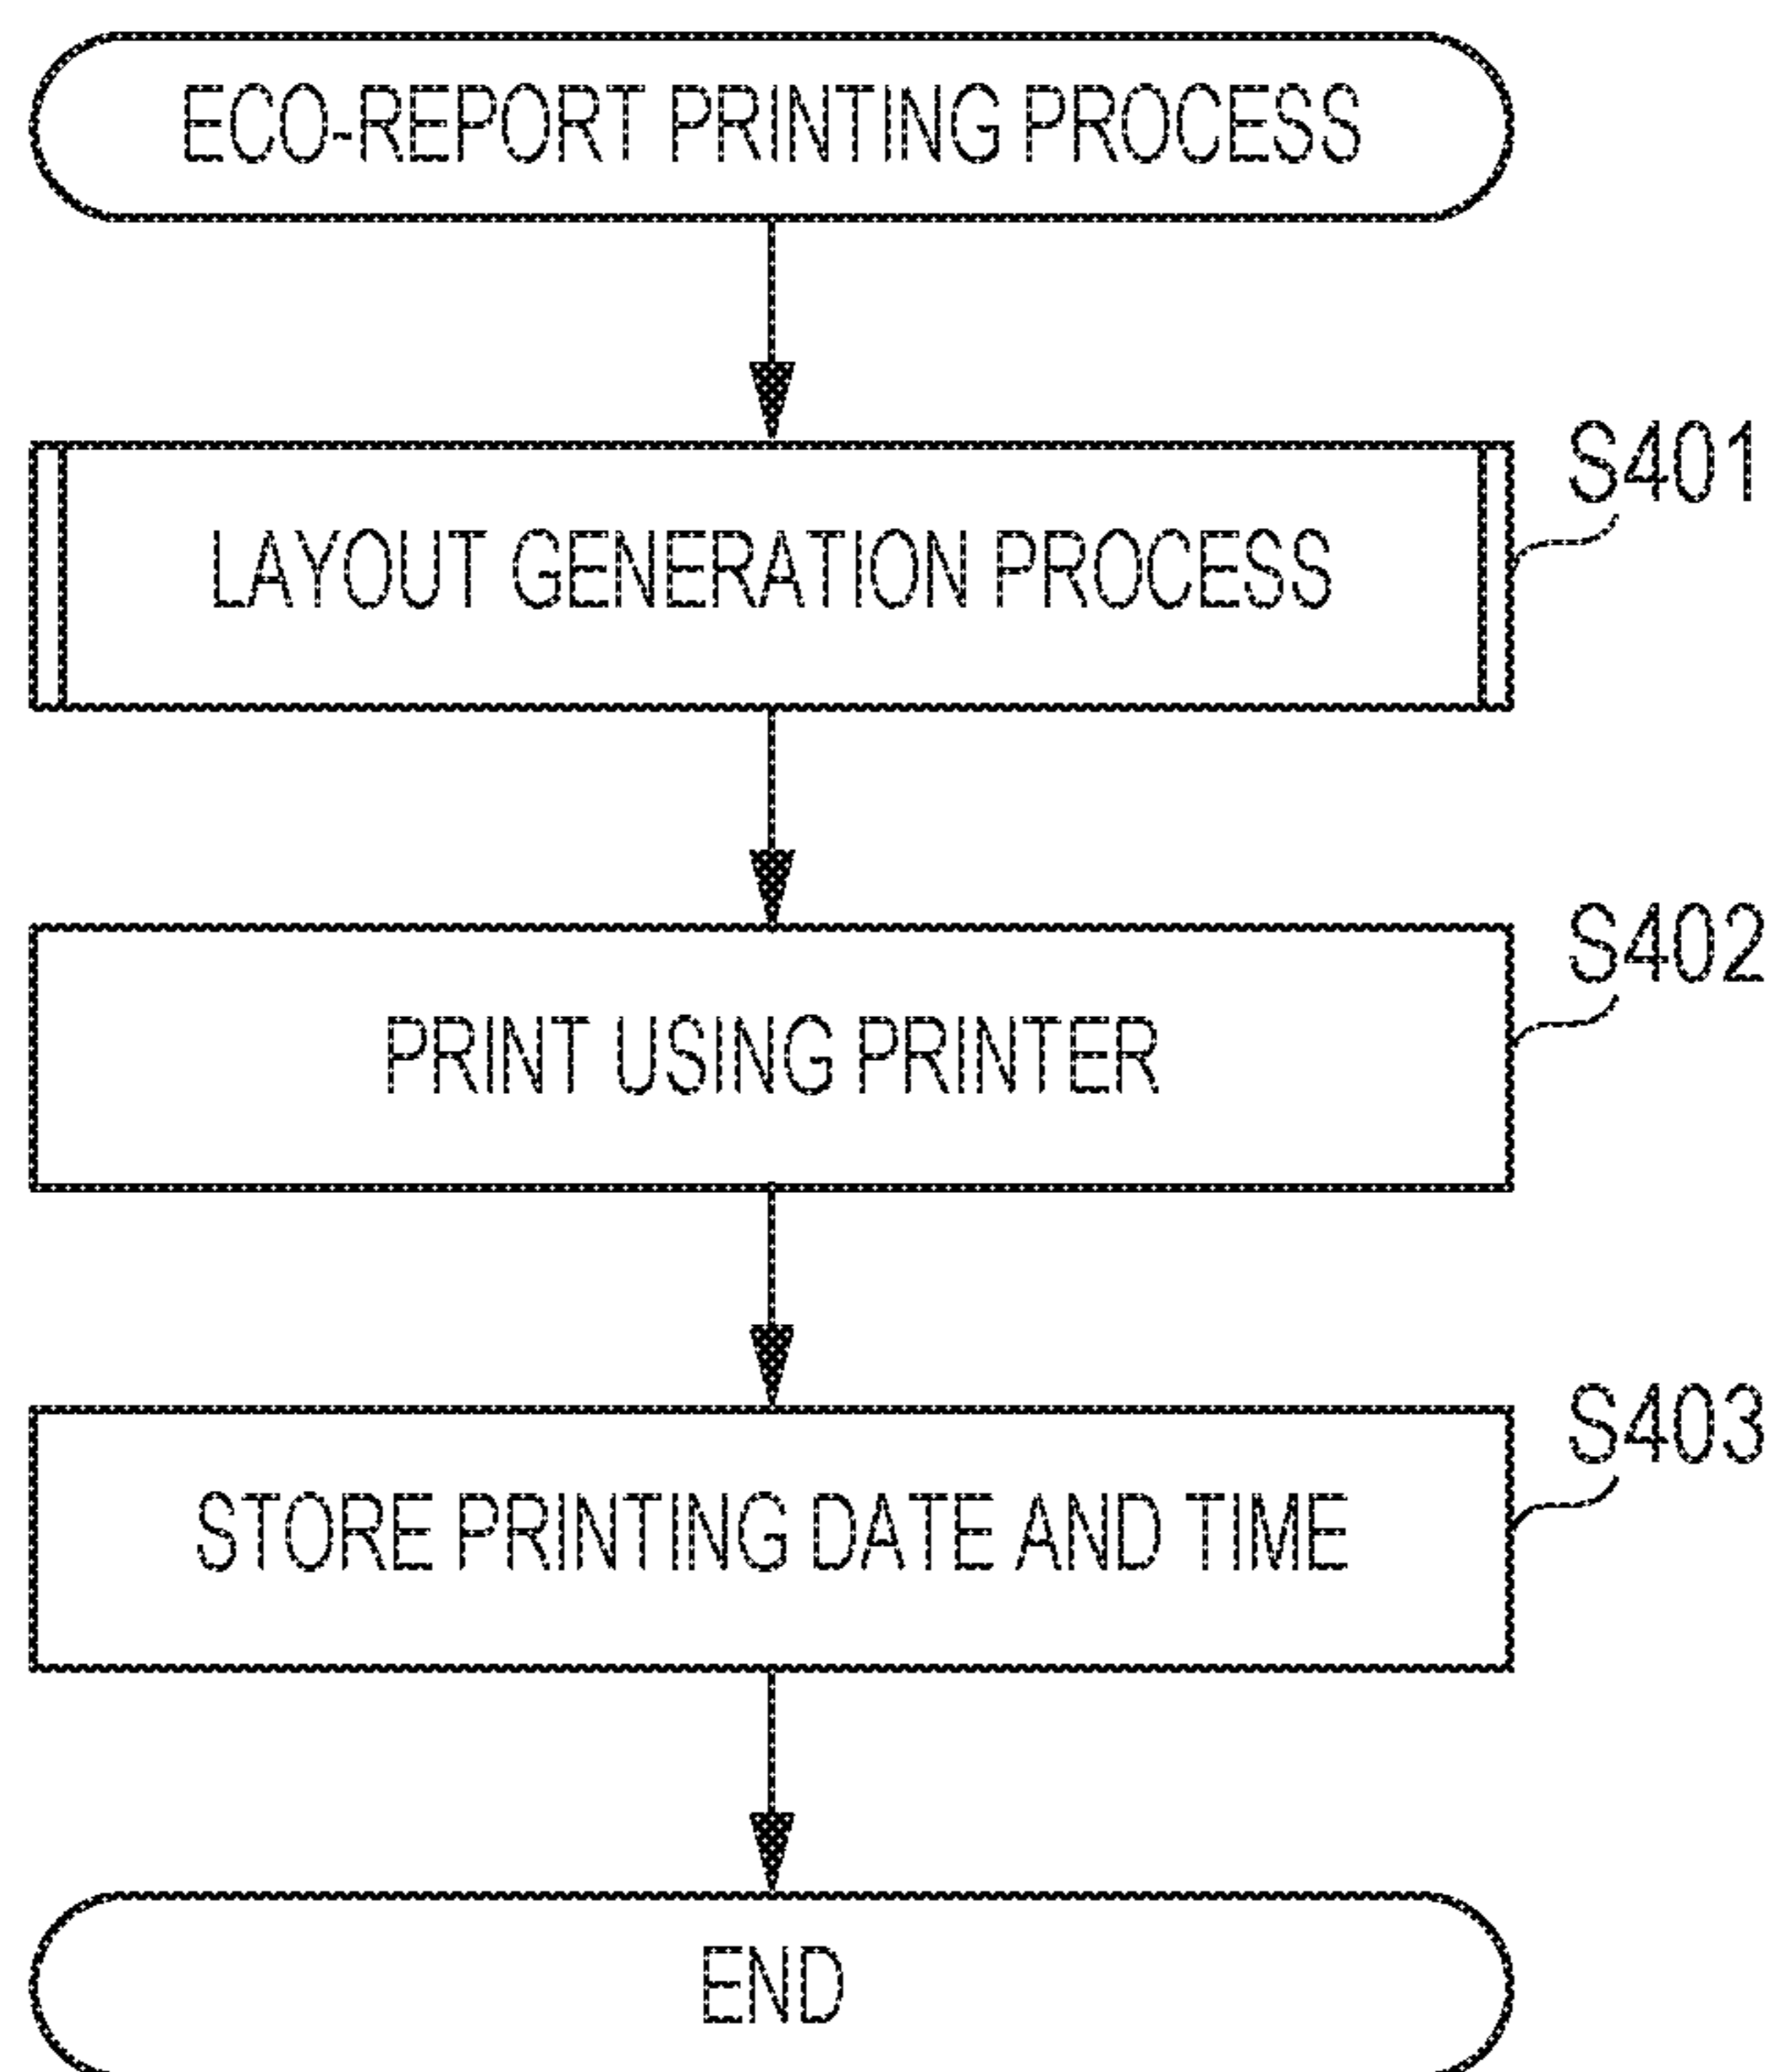 ECO-REPORT PRINTING PROCESS
S401
LAYOUT GENERATION PROCESS
S402
PRINT USING PRINTER
S403
STORE PRINTING DATE AND TIME
END